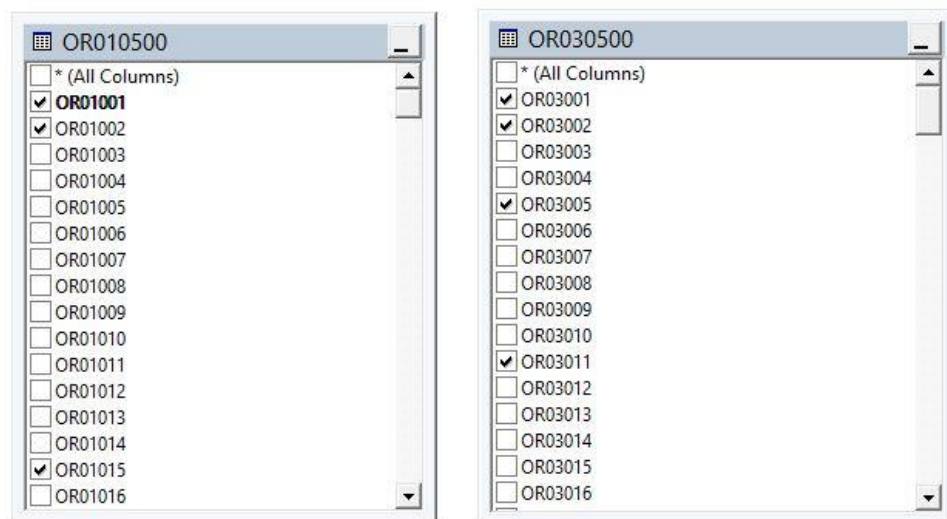 OR010500
* (All Columns)
OR01001
OR01002
OR01003
OR01004
OR01005
OR01006
OR01007
OR01008
OR01009
OR01010
OR01011
OR01012
OR01013
OR01014
OR01015
OR01016
OR030500
* (All Columns)
OR03001
OR03002
OR03003
OR03004
OR03005
OR03006
OR03007
OR03008
OR03009
OR03010
OR03011
OR03012
OR03013
OR03014
OR03015
OR03016